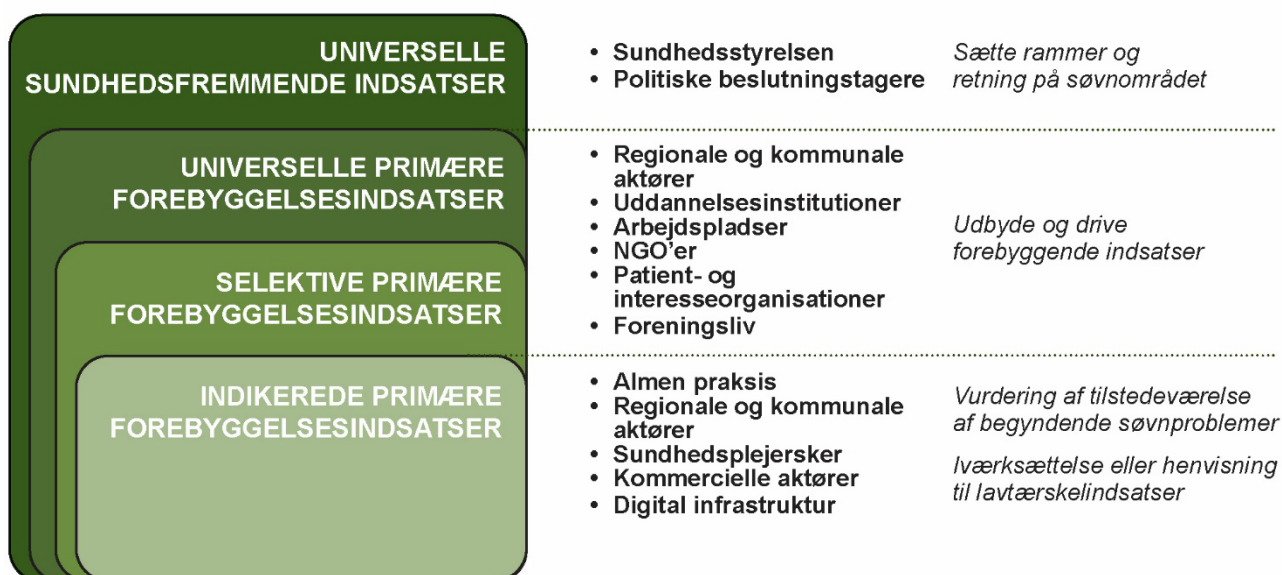 UNIVERSELLE
SUNDHEDSFREMMENDE INDSATSER
• Sundhedsstyrelsen
• Politiske beslutningstagere
Sætte rammer og
retning på søvnområdet
UNIVERSELLE PRIMÆRE
FOREBYGGELSESINDSATSER
SELEKTIVE PRIMÆRE
FOREBYGGELSESINDSATSER
• Regionale og kommunale
aktører
• Uddannelsesinstitutioner
• Arbejdspladser
• NGO'er
• Patient- og
interesseorganisationer
• Foreningsliv
Udbyde og drive
forebyggende indsatser
INDIKEREDE PRIMÆRE
FOREBYGGELSESINDSATSER
• Almen praksis
• Regionale og kommunale
aktører
• Sundhedsplejersker
• Kommercielle aktører
• Digital infrastruktur
Vurdering af tilstedeværelse
af begyndende søvnproblemer
Iværksættelse eller henvisning
til lavtærskelindsatser